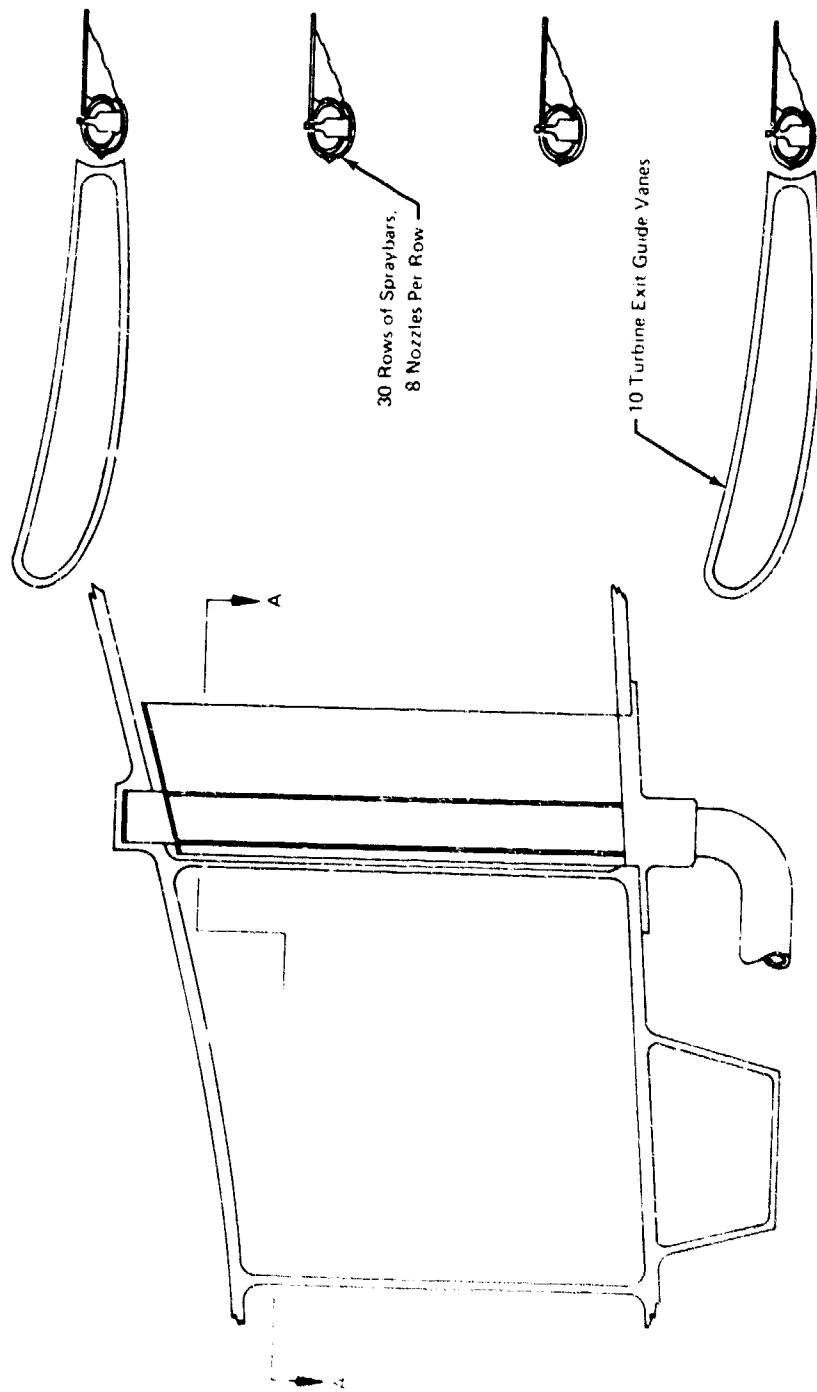 30 Rows of Spraybars,
8 Nozzles Per Row
10 Turbine Exit Guide Vanes
A
A